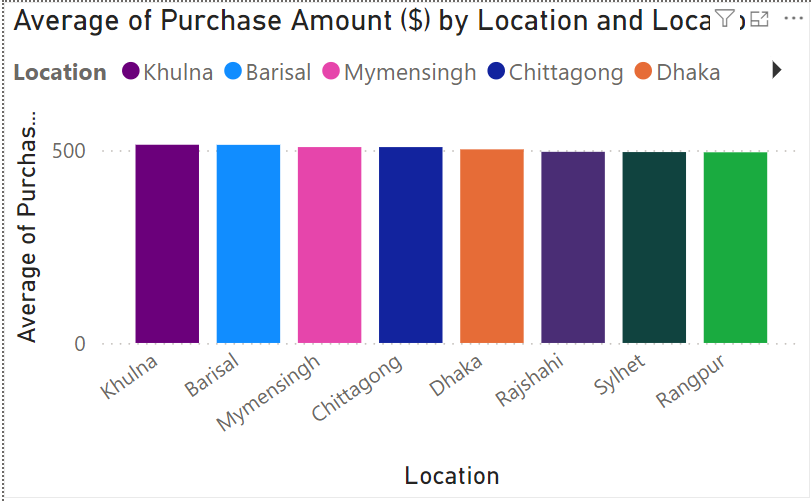 Average of Purchase Amount ($) by Location and Loca
Location Khulna Barisal Mymensingh Chittagong Dhaka
Average of Purchas...
500
0
Khulna
Barisal
Mymensingh
Chittagong
Dhaka
Rajshahi
Sylhet
Rangpur
Location